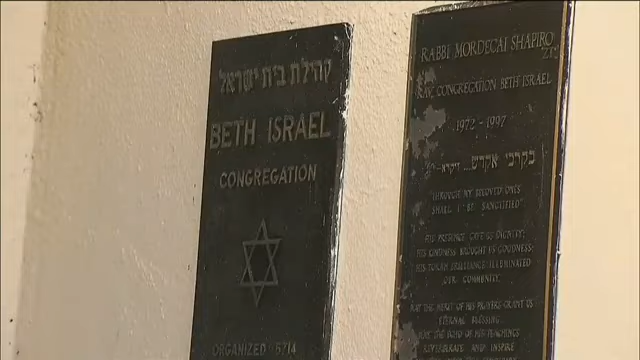 קהילת בית ישראל
BETH ISRAEL
CONGREGATION
ORGANIZED 5714
RABBI MORDECAI SHAPIRO
RAV, CONGREGATION BETH ISRAEL
1972 - 1997
בקרבי אקדש...
"THROUGH MY BELOVED ONES
SHALL I BE SANCTIFIED"
HIS PRESENCE GAVE US DIGNITY;
HIS KINDNESS BROUGHT US GOODNESS;
HIS TORAH BRILLIANCE ILLUMINATED
OUR COMMUNITY.
MAY THE MERIT OF HIS PRAYERS GRANT US
ETERNAL BLESSING
MAY THE ECHO OF HIS TEACHINGS
REVERBERATE AND INSPIRE